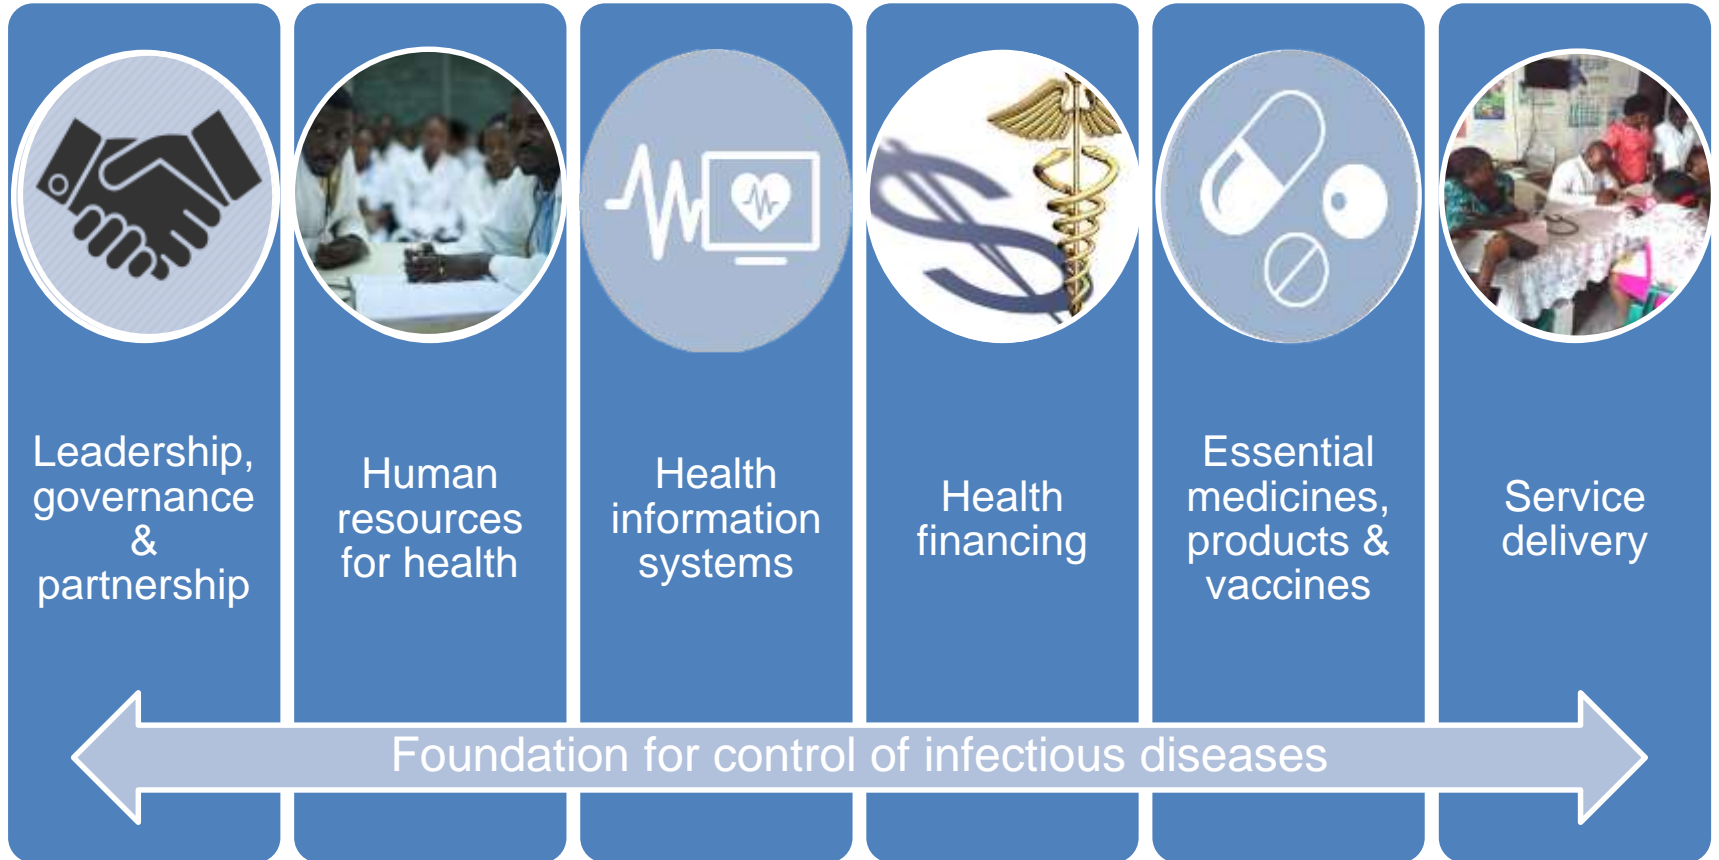 Leadership,
governance
&
partnership
Human
resources
for health
Health
information
systems
Health
financing
Essential
medicines,
products &
vaccines
Service
delivery
Foundation for control of infectious diseases